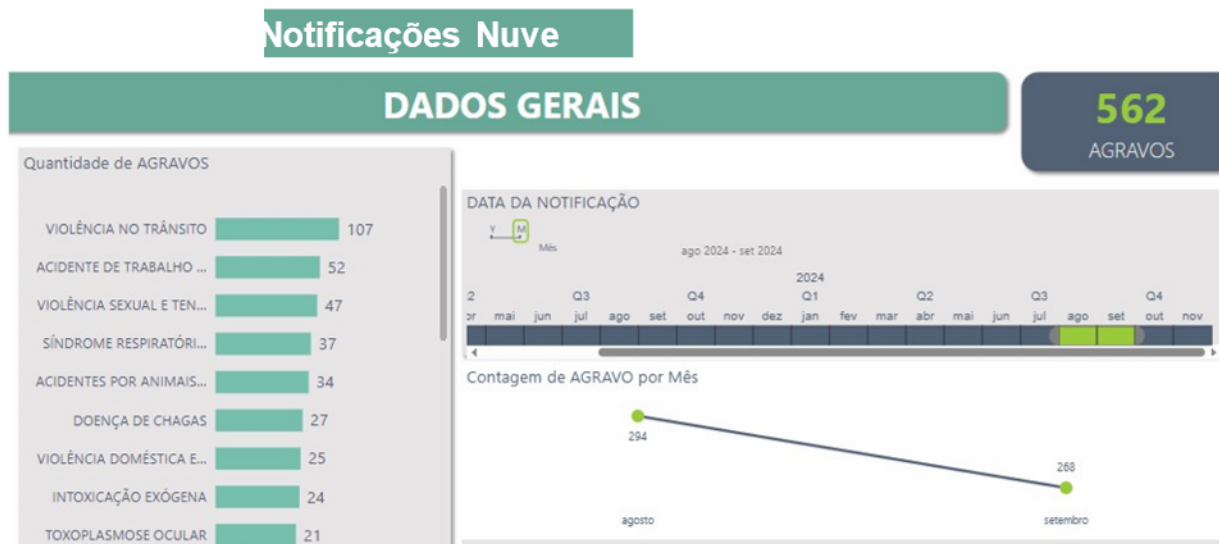 Notificações Nuve
DADOS GERAIS
562
AGRAVOS
Quantidade de AGRAVOS
VIOLÊNCIA NO TRÂNSITO 107
ACIDENTE DE TRABALHO ... 52
VIOLÊNCIA SEXUAL E TEN... 47
SÍNDROME RESPIRATÓRI... 37
ACIDENTES POR ANIMAIS... 34
DOENÇA DE CHAGAS 27
VIOLÊNCIA DOMÉSTICA E... 25
INTOXICAÇÃO EXÓGENA 24
TOXOPLASMOSE OCULAR 21
DATA DA NOTIFICAÇÃO
Y M
Mês
ago 2024 - set 2024
2024
2 Q3 Q4 Q1 Q2 Q3 Q4
or mai jun jul ago set out nov dez jan fev mar abr mai jun jul ago set out nov
Contagem de AGRAVO por Mês
294
268
agosto setembro